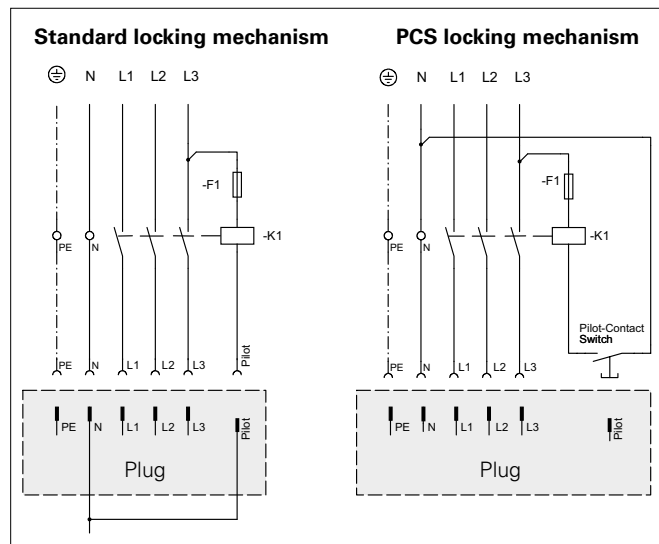 Standard locking mechanism
N L1 L2 L3
-F1
-K1
PE N
Pilot
PE N L1 L2 L3
PE N L1 L2 L3 Pilot
Plug
PCS locking mechanism
N L1 L2 L3
-F1
-K1
PE N
Pilot-Contact
Switch
PE N L1 L2 L3
PE N L1 L2 L3 Pilot
Plug